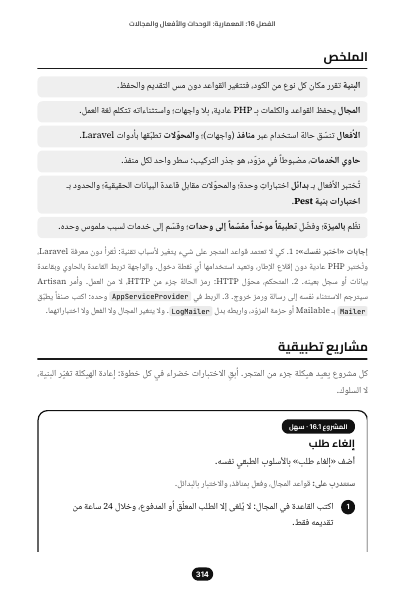 الفصل 16: المعمارية: الوحدات والأفعال والمجالات
الملخص
البنية تقرر مكان كل نوع من الكود، فتتغير القواعد دون مس التقديم والحفظ.
المجال يحفظ القواعد والكلمات بـ PHP عادية، بلا واجهات؛ واستثناءاته تتكلم لغة العمل.
الأفعال تنسّق حالة استخدام عبر منافذ (واجهات)؛ والمحوّلات تطبّقها بأدوات Laravel.
حاوي الخدمات، مضبوطاً في مزوّد، هو جذر التركيب: سطر واحد لكل منفذ.
تُختبر الأفعال بـ بدائل اختبارات وحدة؛ والمحولات مقابل قاعدة البيانات الحقيقية؛ والحدود بـ
اختبارات بنية Pest.
نظّم بالميزة؛ وفضّل تطبيقاً موحّداً مقسّماً إلى وحدات؛ وقسّم إلى خدمات لسبب ملموس وحده.
إجابات «اختبر نفسك»: 1. كي لا تعتمد قواعد المتجر على شيء يتغير لأسباب تقنية: تُقرأ دون معرفة Laravel،
وتُختبر PHP عادية دون إقلاع الإطار، وتعيد استخدامها أي نقطة دخول. والواجهة تربط القاعدة بالحاوي وبقاعدة
بيانات أو سجل بعينه. 2. المتحكم، محوّل HTTP: رمز الحالة جزء من HTTP، لا من العمل. وأمر Artisan
سيترجم الاستثناء نفسه إلى رسالة ورمز خروج. 3. الربط في AppServiceProvider وحده: اكتب صنفاً يطبّق
Mailer بـ Mailable أو حزمة المزوّد، واربطه بدل LogMailer. ولا يتغير المجال ولا الفعل ولا اختباراتهما.
مشاريع تطبيقية
كل مشروع يعيد هيكلة جزء من المتجر. أبقِ الاختبارات خضراء في كل خطوة: إعادة الهيكلة تغيّر البنية،
لا السلوك.
المشروع 16.1 · سهل
إلغاء طلب
أضف «إلغاء طلب» بالأسلوب الطبقي نفسه.
ستتدرب على: قواعد المجال، وفعل بمنافذ، والاختبار بالبدائل.
1 اكتب القاعدة في المجال: لا يُلغى إلا الطلب المعلّق أو المدفوع، وخلال 24 ساعة من
تقديمه فقط.
314